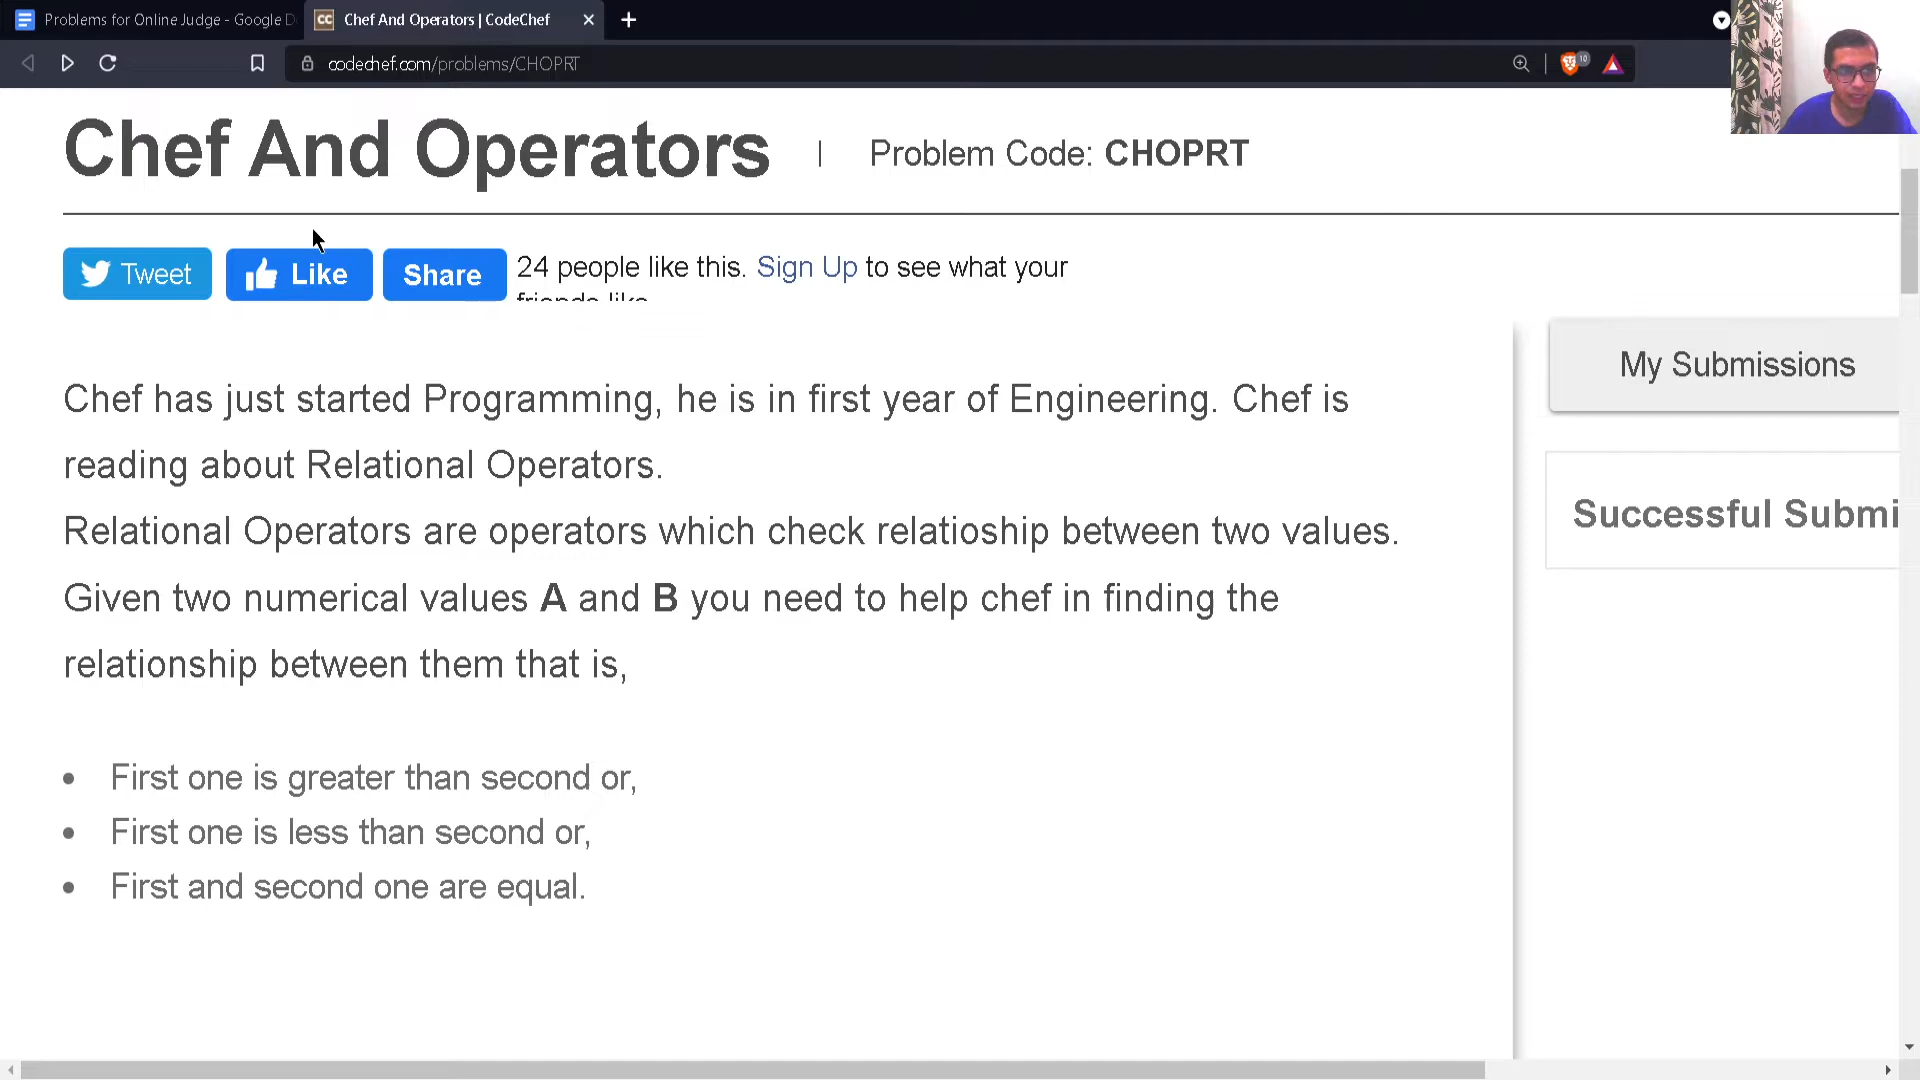 Problems for Online Judge - Google D
CC Chef And Operators | CodeChef
codechef.com/problems/CHOPRT
10
Chef And Operators | Problem Code: CHOPRT
Tweet Like Share 24 people like this. Sign Up to see what your
friends like.
Chef has just started Programming, he is in first year of Engineering. Chef is
reading about Relational Operators.
Relational Operators are operators which check relatioship between two values.
Given two numerical values A and B you need to help chef in finding the
relationship between them that is,
• First one is greater than second or,
• First one is less than second or,
• First and second one are equal.
My Submissions
Successful Submi